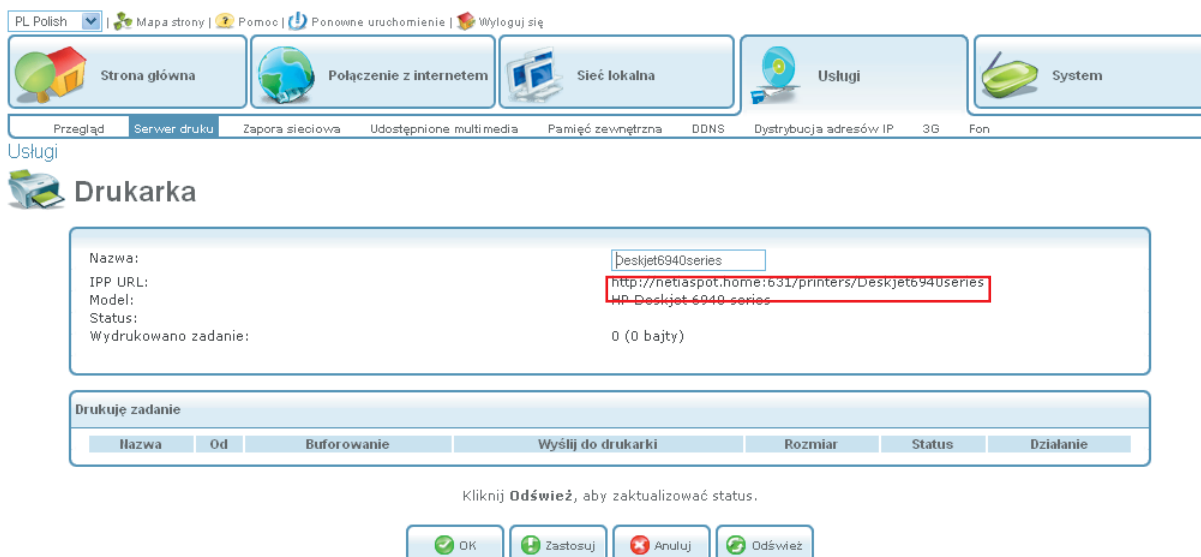 PL Polish | Mapa strony | Pomoc | Ponowne uruchomienie | Wyloguj się
Strona główna Połączenie z internetem Sieć lokalna Usługi System
Przegląd Serwer druku Zapora sieciowa Udostępnione multimedia Pamięć zewnętrzna DDNS Dystrybucja adresów IP 3G Fon
Usługi
Drukarka
Nazwa: Deskjet6940series
IPP URL: http://netiaspot.home:631/printers/Deskjet6940series
Model: HP Deskjet 6940 series
Status:
Wydrukowano zadanie: 0 (0 bajty)
Drukuję zadanie
Nazwa Od Buforowanie Wyślij do drukarki Rozmiar Status Działanie
Kliknij Odśwież, aby zaktualizować status.
OK Zastosuj Anuluj Odśwież